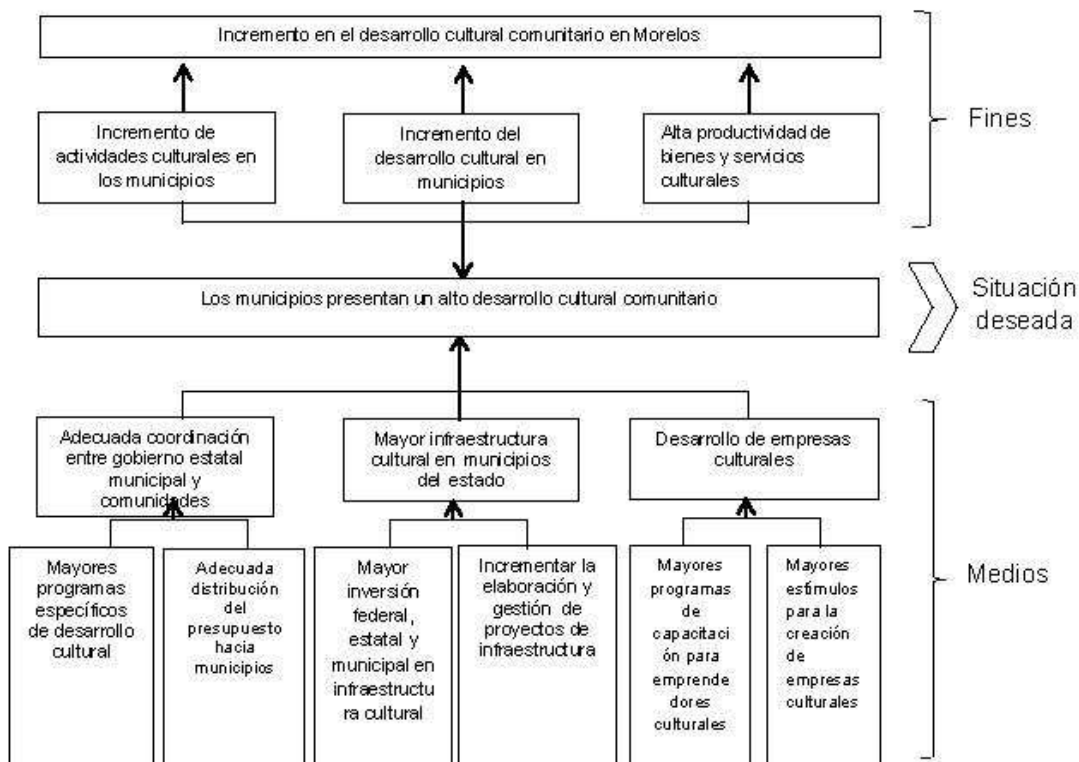 Incremento en el desarrollo cultural comunitario en Morelos
Incremento de
actividades culturales en
los municipios
Incremento del
desarrollo cultural en
municipios
Alta productividad de
bienes y servicios
culturales
Fines
Los municipios presentan un alto desarrollo cultural comunitario
Situación
deseada
Adecuada coordinación
entre gobierno estatal
municipal y
comunidades
Mayor infraestructura
cultural en municipios
del estado
Desarrollo de empresas
culturales
Mayores
programas
específicos
de desarrollo
cultural
Adecuada
distribución
del
presupuesto
hacia
municipios
Mayor
inversión
federal,
estatal y
municipal en
infraestructu
ra cultural
Incrementar la
elaboración y
gestión de
proyectos de
infraestructura
Mayores
programas
de
capacitaci
ón para
emprende
dores
culturales
Mayores
estímulos
para la
creación
de
empresas
culturales
Medios